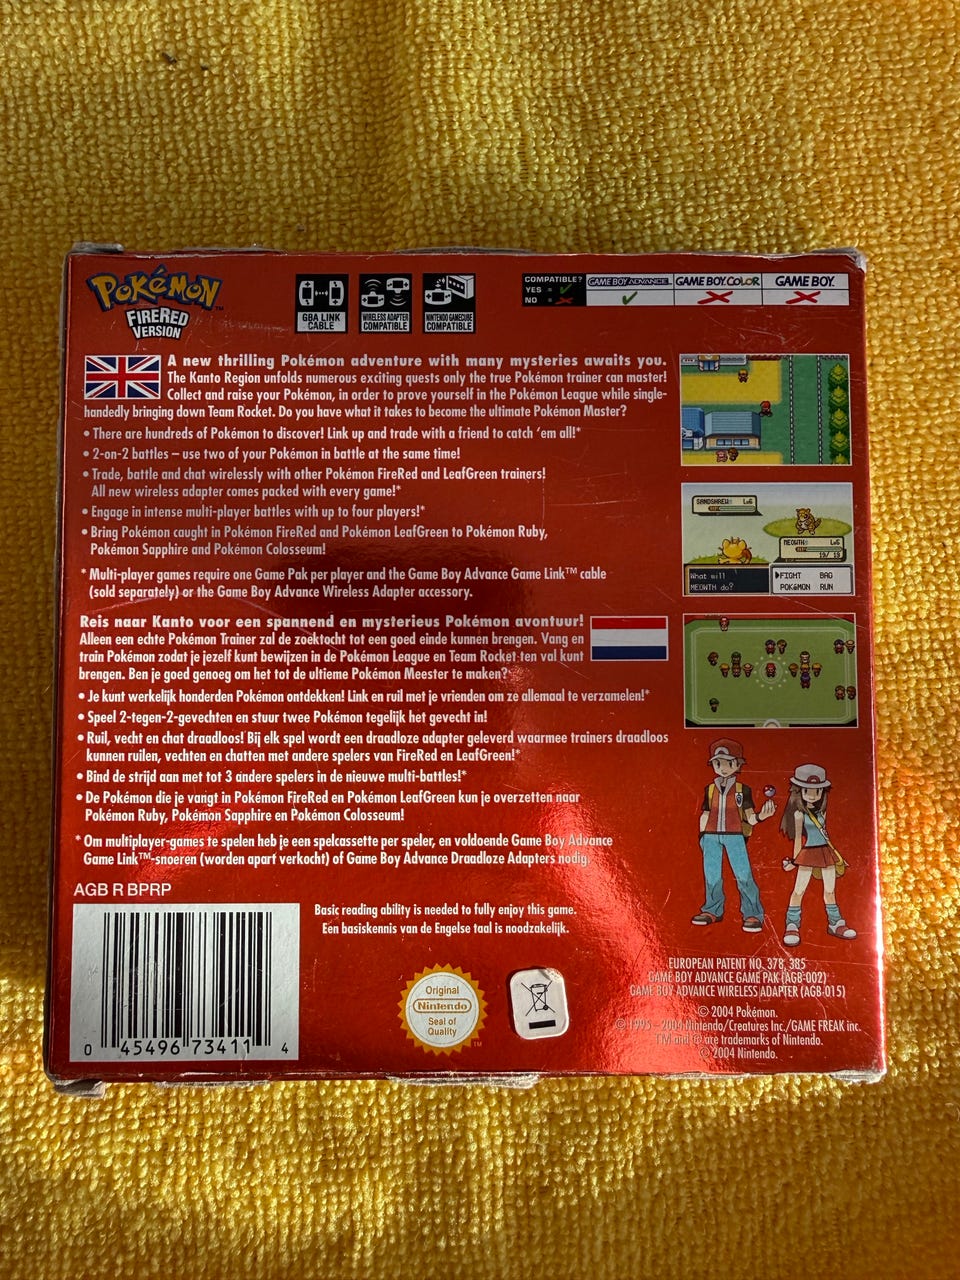 POKéMON™
FIRERED
VERSION
GBA LINK
CABLE
WIRELESS ADAPTER
COMPATIBLE
NINTENDO GAMECUBE
COMPATIBLE
COMPATIBLE?
YES = ✓
NO = ✗
GAME BOY ADVANCE
GAME BOY COLOR
GAME BOY
A new thrilling Pokémon adventure with many mysteries awaits you.
The Kanto Region unfolds numerous exciting quests only the true Pokémon trainer can master!
Collect and raise your Pokémon, in order to prove yourself in the Pokémon League while single-
handedly bringing down Team Rocket. Do you have what it takes to become the ultimate Pokémon Master?
• There are hundreds of Pokémon to discover! Link up and trade with a friend to catch 'em all!*
• 2-on-2 battles – use two of your Pokémon in battle at the same time!
• Trade, battle and chat wirelessly with other Pokémon FireRed and LeafGreen trainers!
All new wireless adapter comes packed with every game!*
• Engage in intense multi-player battles with up to four players!*
• Bring Pokémon caught in Pokémon FireRed and Pokémon LeafGreen to Pokémon Ruby,
Pokémon Sapphire and Pokémon Colosseum!
* Multi-player games require one Game Pak per player and the Game Boy Advance Game Link™ cable
(sold separately) or the Game Boy Advance Wireless Adapter accessory.
SANDSHREW Lv6
MEOWTH Lv6
19/ 19
What will
MEOWTH do?
▶FIGHT BAG
POKéMON RUN
Reis naar Kanto voor een spannend en mysterieus Pokémon avontuur!
Alleen een echte Pokémon Trainer zal de zoektocht tot een goed einde kunnen brengen. Vang en
train Pokémon zodat je jezelf kunt bewijzen in de Pokémon League en Team Rocket ten val kunt
brengen. Ben je goed genoeg om het tot de ultieme Pokémon Meester te maken?
• Je kunt werkelijk honderden Pokémon ontdekken! Link en ruil met je vrienden om ze allemaal te verzamelen!*
• Speel 2-tegen-2-gevechten en stuur twee Pokémon tegelijk het gevecht in!
• Ruil, vecht en chat draadloos! Bij elk spel wordt een draadloze adapter geleverd waarmee trainers draadloos
kunnen ruilen, vechten en chatten met andere spelers van FireRed en LeafGreen!*
• Bind de strijd aan met tot 3 andere spelers in de nieuwe multi-battles!*
• De Pokémon die je vangt in Pokémon FireRed en Pokémon LeafGreen kun je overzetten naar
Pokémon Ruby, Pokémon Sapphire en Pokémon Colosseum!
* Om multiplayer-games te spelen heb je een spelcassette per speler, en voldoende Game Boy Advance
Game Link™-snoeren (worden apart verkocht) of Game Boy Advance Draadloze Adapters nodig.
AGB R BPRP
0 45496 73411 4
Basic reading ability is needed to fully enjoy this game.
Een basiskennis van de Engelse taal is noodzakelijk.
Original
Nintendo
Seal of
Quality
™
EUROPEAN PATENT NO. 378, 385
GAME BOY ADVANCE GAME PAK (AGB-002)
GAME BOY ADVANCE WIRELESS ADAPTER (AGB-015)
© 2004 Pokémon.
© 1995 - 2004 Nintendo/Creatures Inc./GAME FREAK inc.
TM and ® are trademarks of Nintendo.
© 2004 Nintendo.